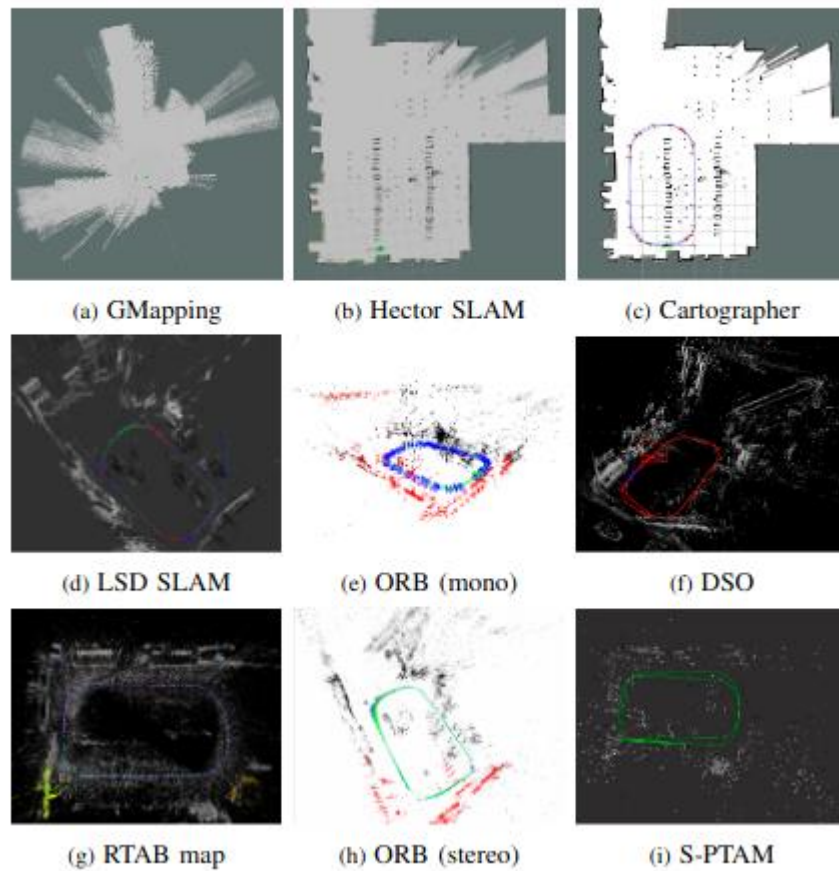 (a) GMapping
(b) Hector SLAM
(c) Cartographer
(d) LSD SLAM
(e) ORB (mono)
(f) DSO
(g) RTAB map
(h) ORB (stereo)
(i) S-PTAM